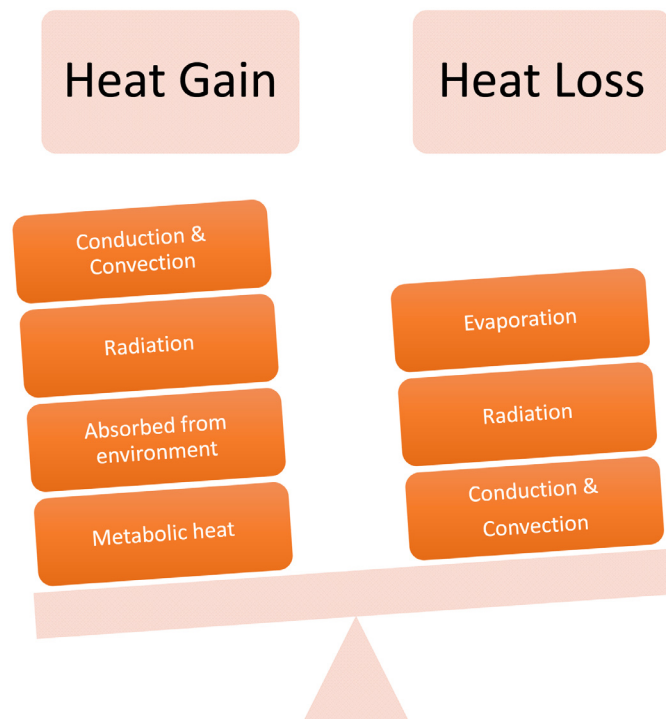 Heat Gain
Heat Loss
Conduction &
Convection
Radiation
Absorbed from
environment
Metabolic heat
Evaporation
Radiation
Conduction &
Convection